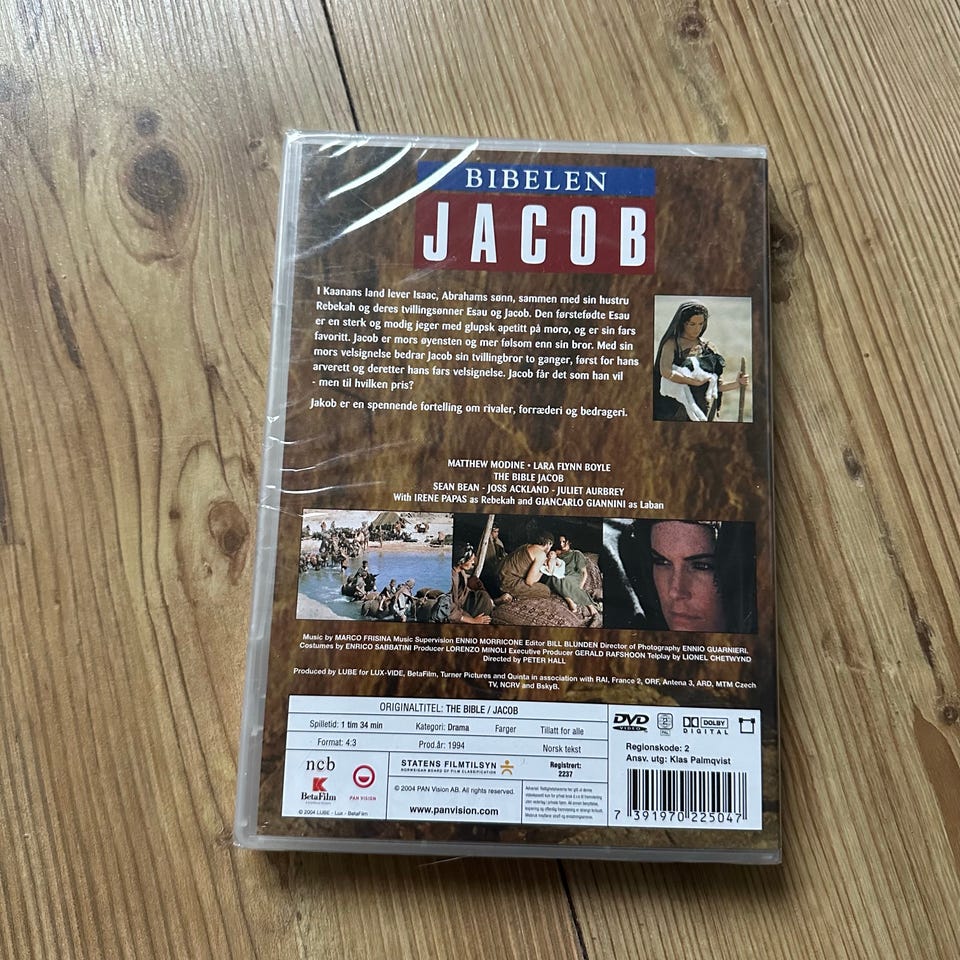 BIBELEN
JACOB
I Kaanans land lever Isaac, Abrahams sønn, sammen med sin hustru
Rebekah og deres tvillingsønner Esau og Jacob. Den førstefødte Esau
er en sterk og modig jeger med glupsk apetitt på moro, og er sin fars
favoritt. Jacob er mors øyensten og mer følsom enn sin bror. Med sin
mors velsignelse bedrar Jacob sin tvillingbror to ganger, først for hans
arverett og deretter hans fars velsignelse. Jacob får det som han vil
- men til hvilken pris?
Jakob er en spennende fortelling om rivaler, forræderi og bedrageri.
MATTHEW MODINE • LARA FLYNN BOYLE
THE BIBLE JACOB
SEAN BEAN - JOSS ACKLAND - JULIET AURBREY
With IRENE PAPAS as Rebekah and GIANCARLO GIANNINI as Laban
Music by MARCO FRISINA Music Supervision ENNIO MORRICONE Editor BILL BLUNDEN Director of Photography ENNIO GUARNIERI.
Costumes by ENRICO SABBATINI Producer LORENZO MINOLI Executive Producer GERALD RAFSHOON Telplay by LIONEL CHETWYND
Directed by PETER HALL
Produced by LUBE for LUX-VIDE, BetaFilm, Turner Pictures and Quinta in association with RAI, France 2, ORF, Antena 3, ARD, MTM Czech
TV, NCRV and BskyB.
ORIGINALTITEL: THE BIBLE / JACOB
Spilletid: 1 tim 34 min Kategori: Drama Farger Tillatt for alle
Format: 4:3 Prod.år: 1994 Norsk tekst
DVD VIDEO 2 PAL DOLBY DIGITAL
Regionskode: 2
Ansv. utg: Klas Palmqvist
ncb
BetaFilm
PAN VISION
© 2004 LUBE - Lux - BetaFilm
STATENS FILMTILSYN
NORWEGIAN BOARD OF FILM CLASSIFICATION
Registrert:
2237
© 2004 PAN Vision AB. All rights reserved.
www.panvision.com
7 391970 225047